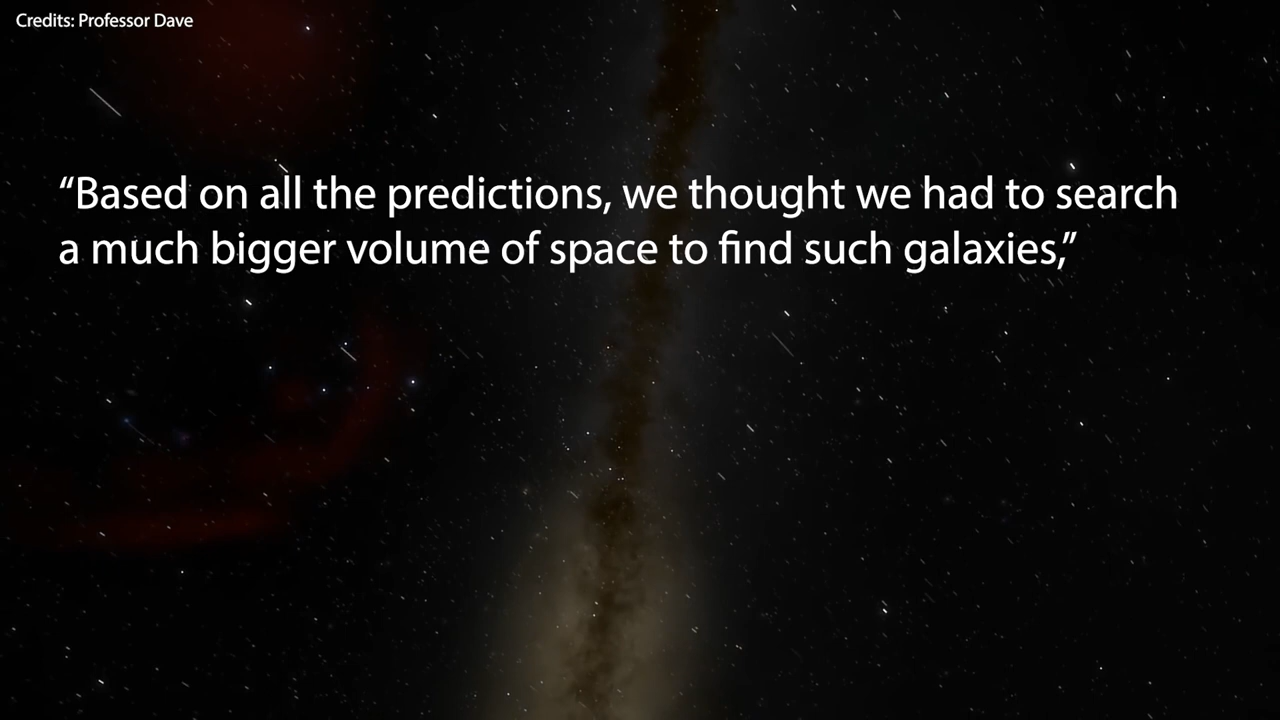 Credits: Professor Dave
“Based on all the predictions, we thought we had to search
a much bigger volume of space to find such galaxies,”